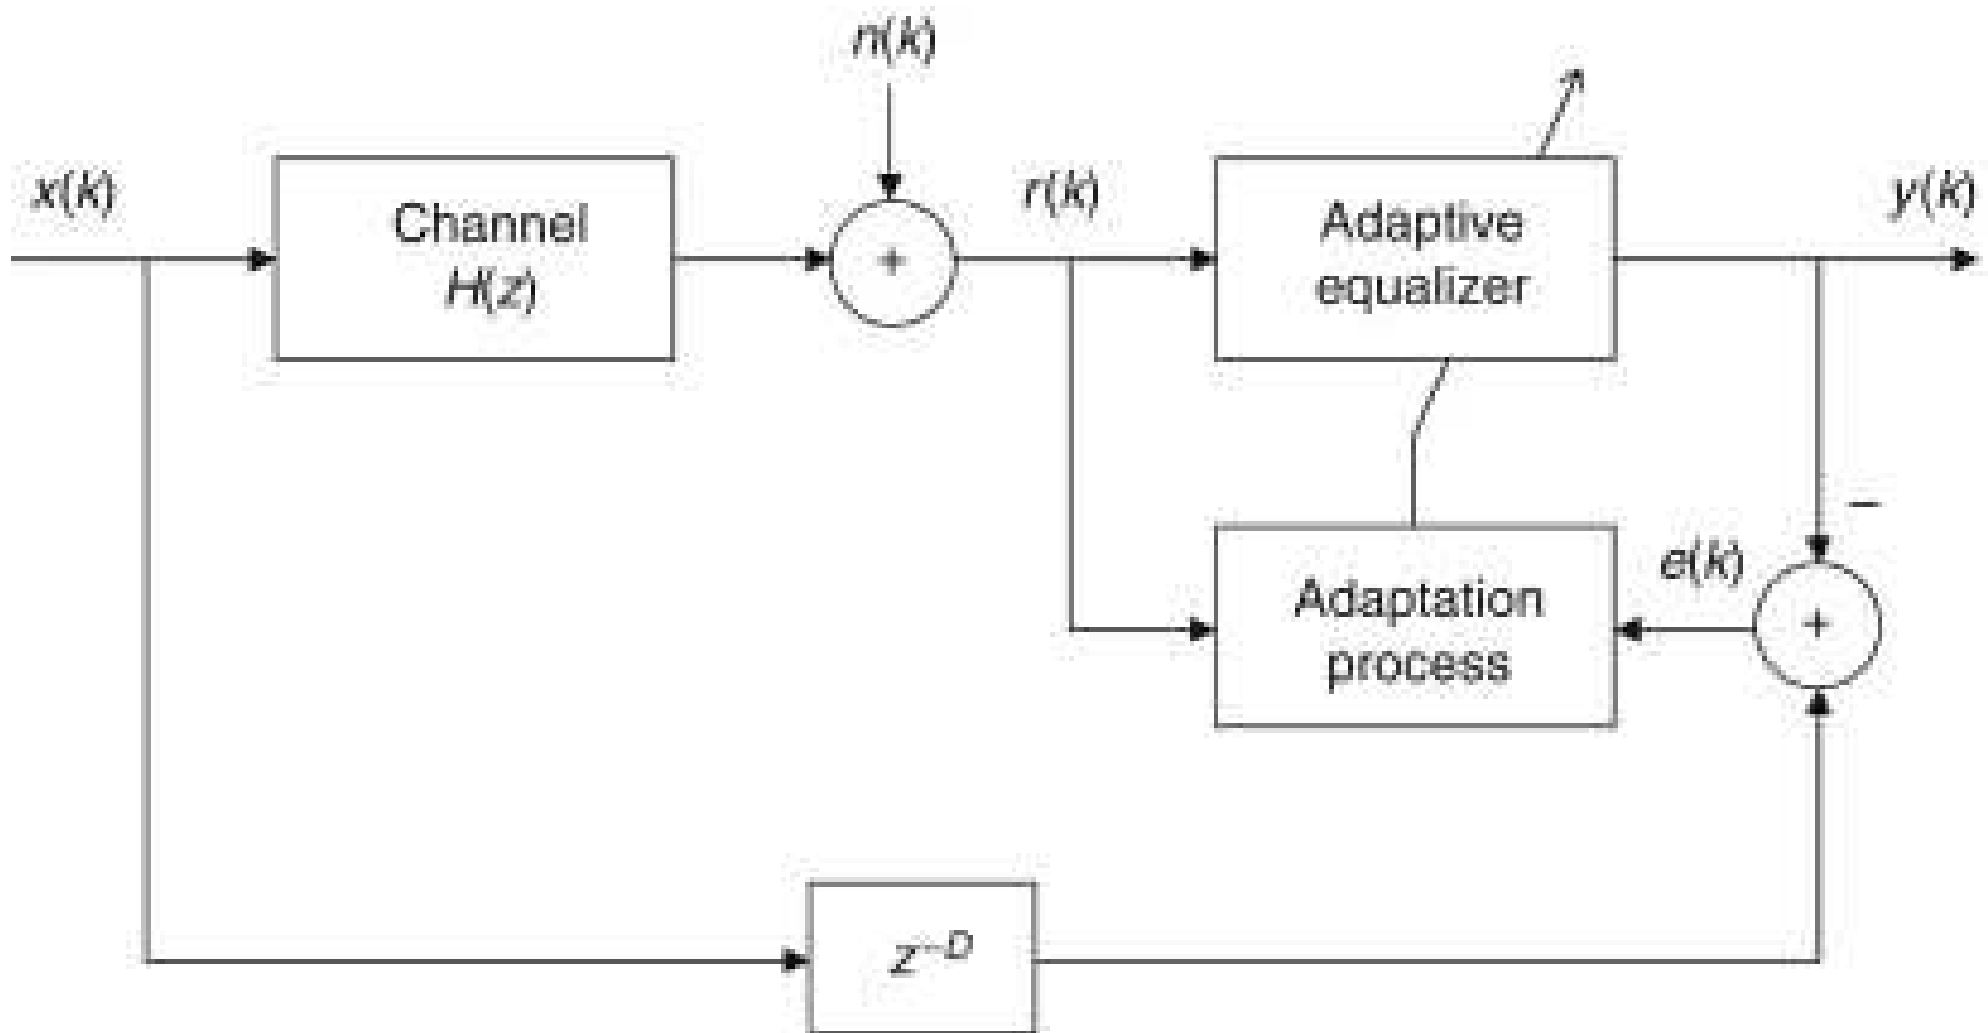 n(k)
x(k)
Channel
H(z)
+
r(k)
Adaptive
equalizer
y(k)
−
e(k)
+
Adaptation
process
z⁻ᴰ